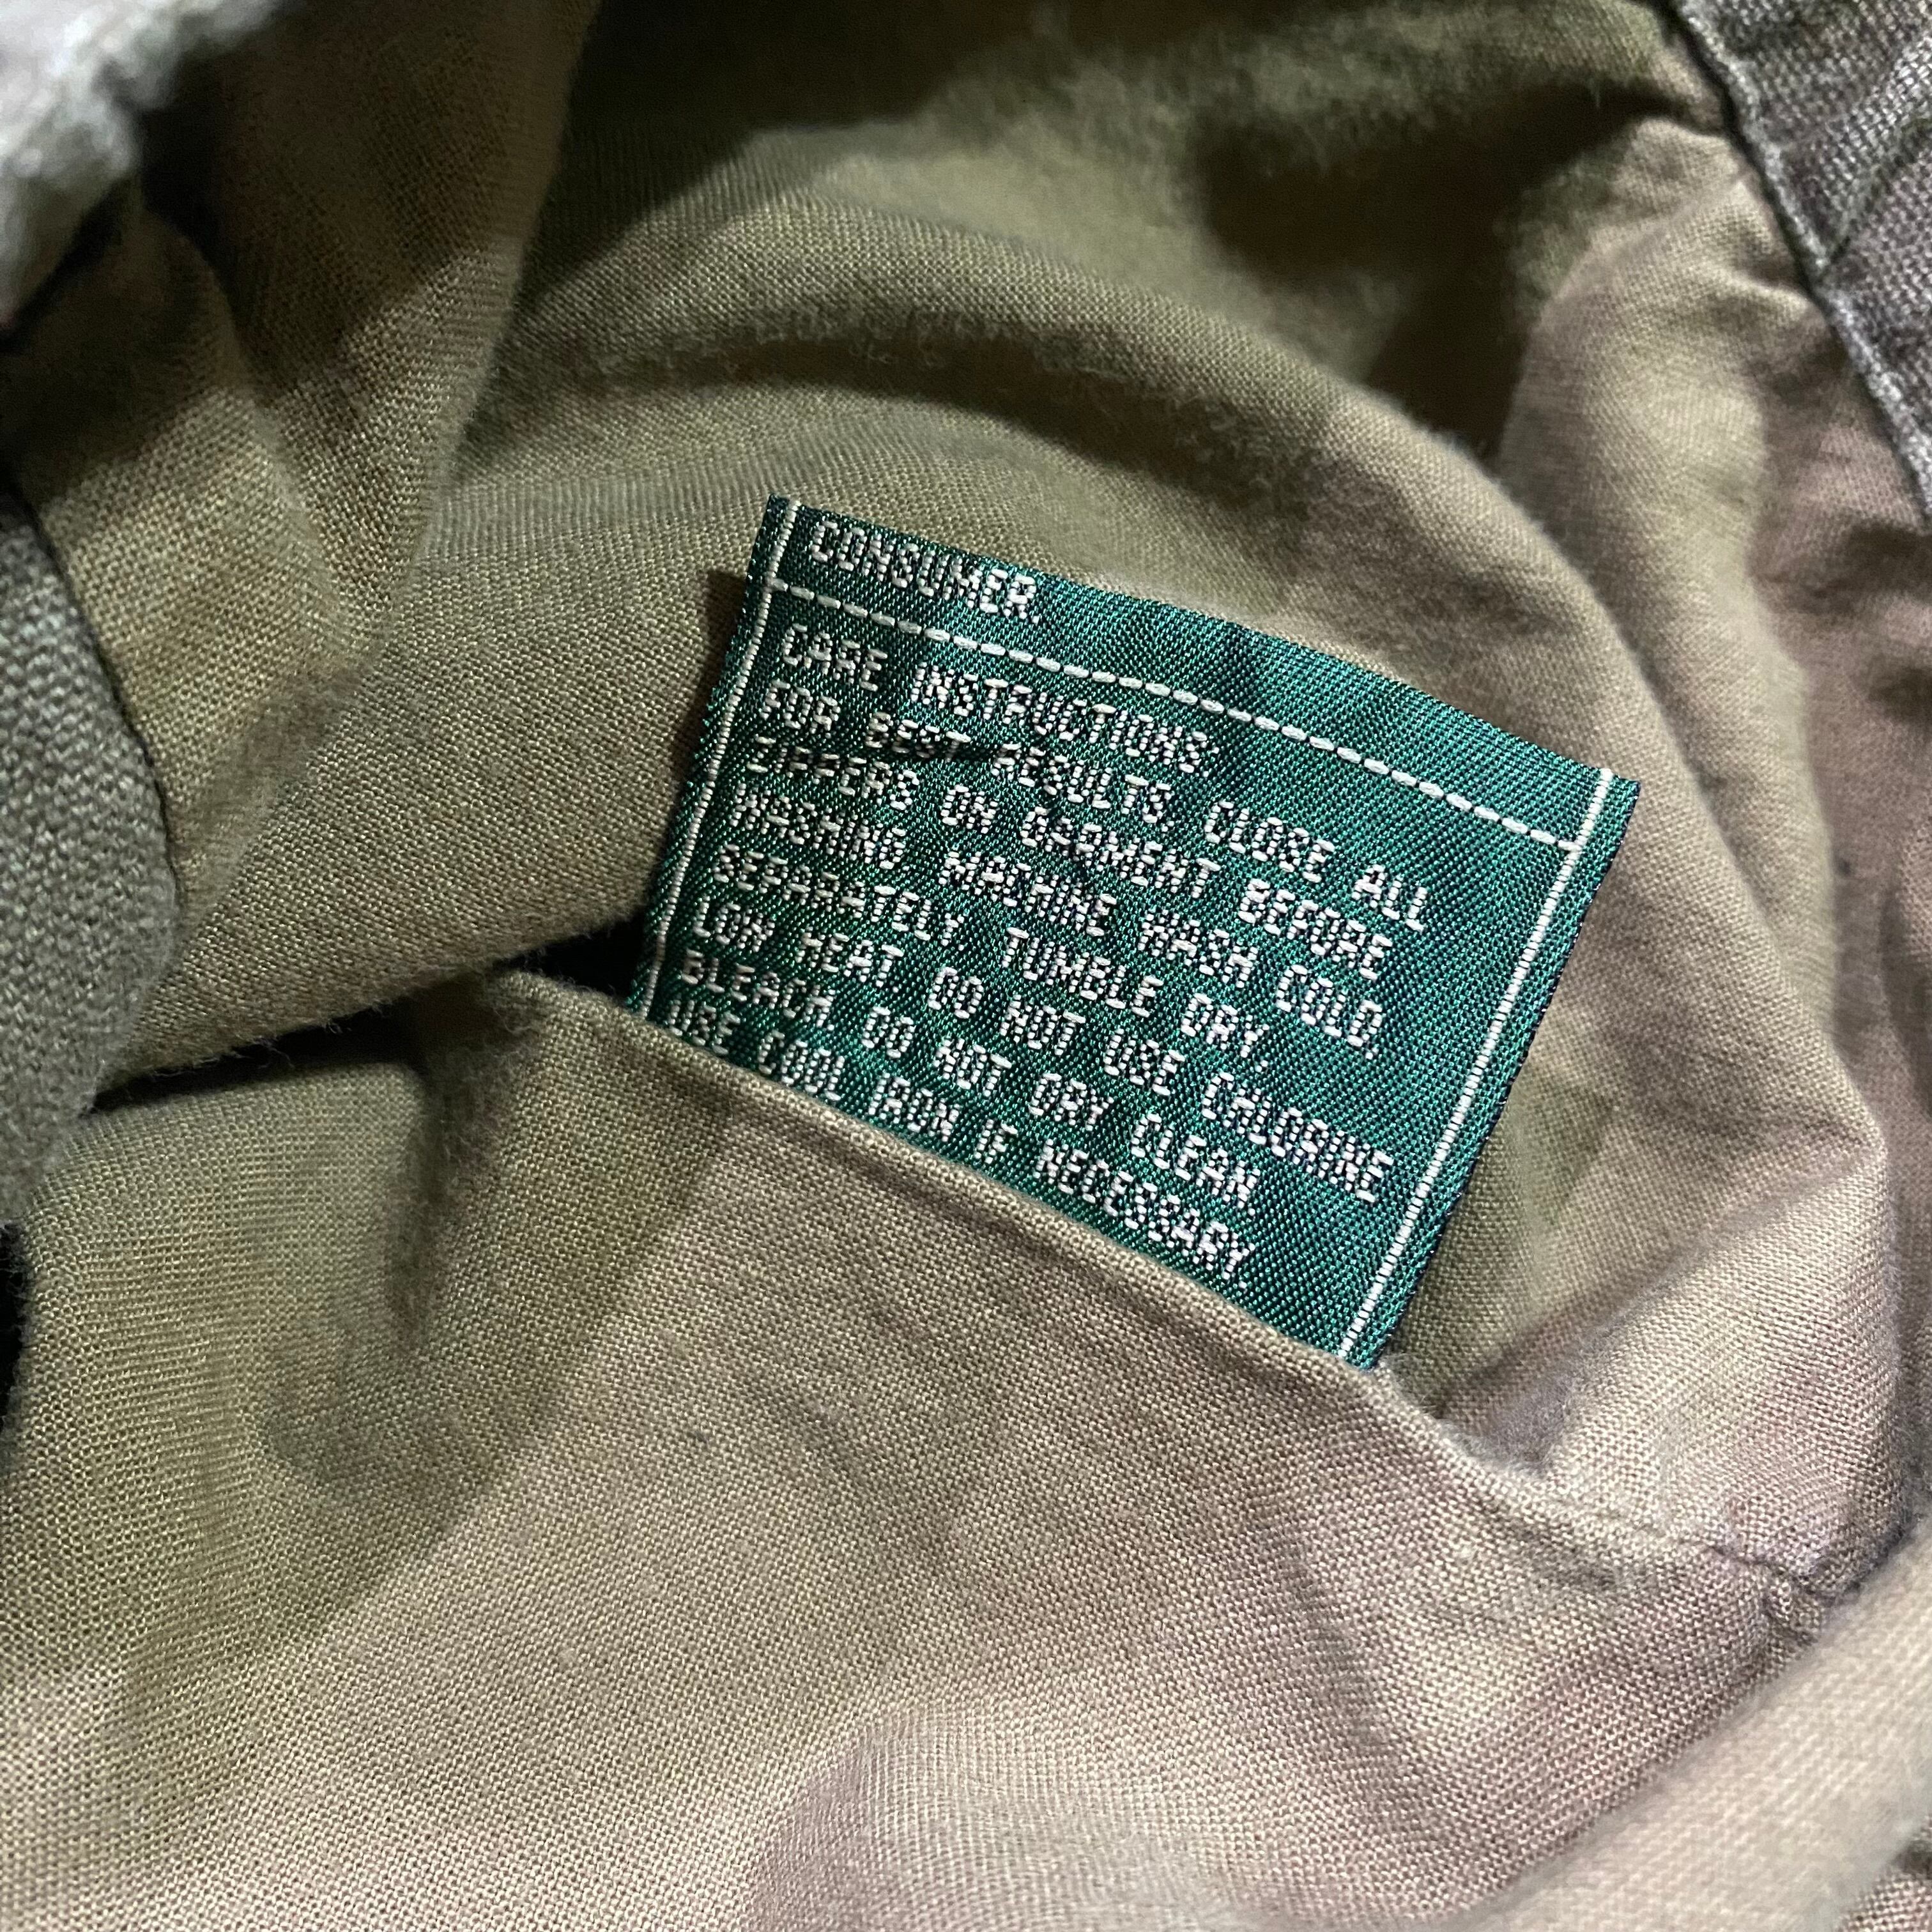 CONSUMER
CARE INSTRUCTIONS:
FOR BEST RESULTS, CLOSE ALL
ZIPPERS ON GARMENT BEFORE
WASHING MACHINE WASH COLD,
SEPARATELY, TUMBLE DRY,
LOW, HEAT, DO NOT USE CHLORINE
BLEACH, DO NOT DRY CLEAN.
USE COOL IRON IF NECESSARY